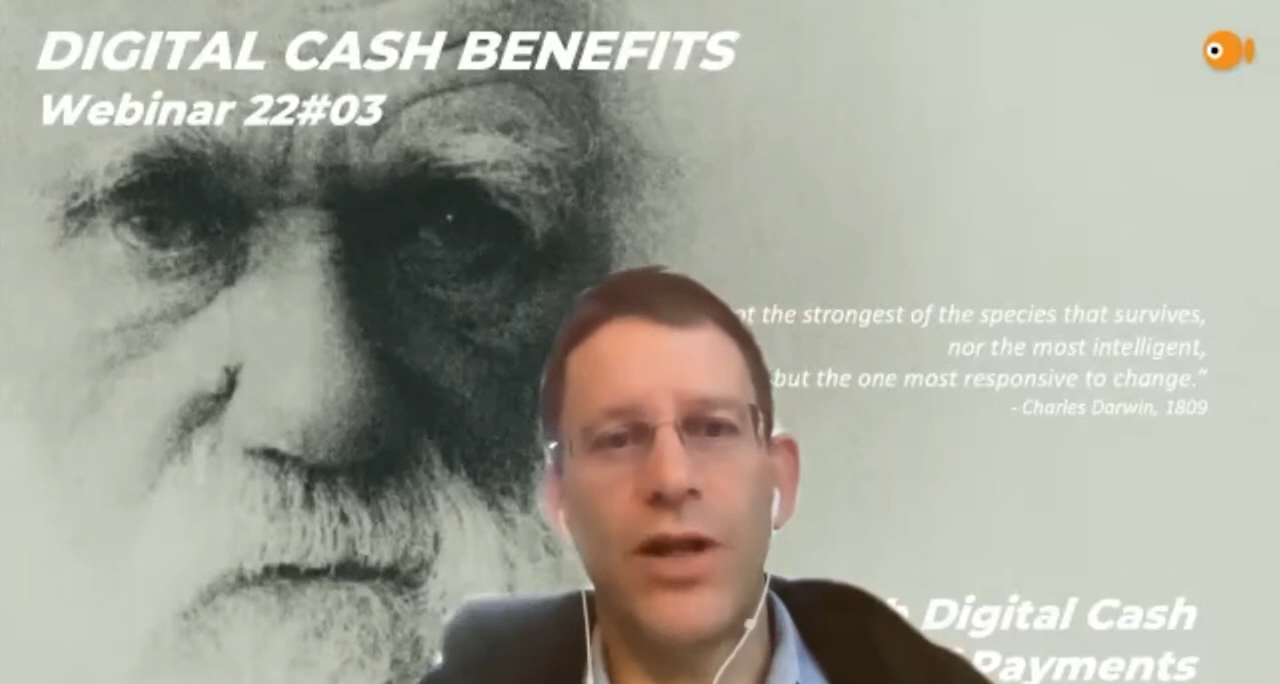 DIGITAL CASH BENEFITS
Webinar 22#03
the strongest of the species that survives,
nor the most intelligent,
but the one most responsive to change.“
- Charles Darwin, 1809
Digital Cash
Payments